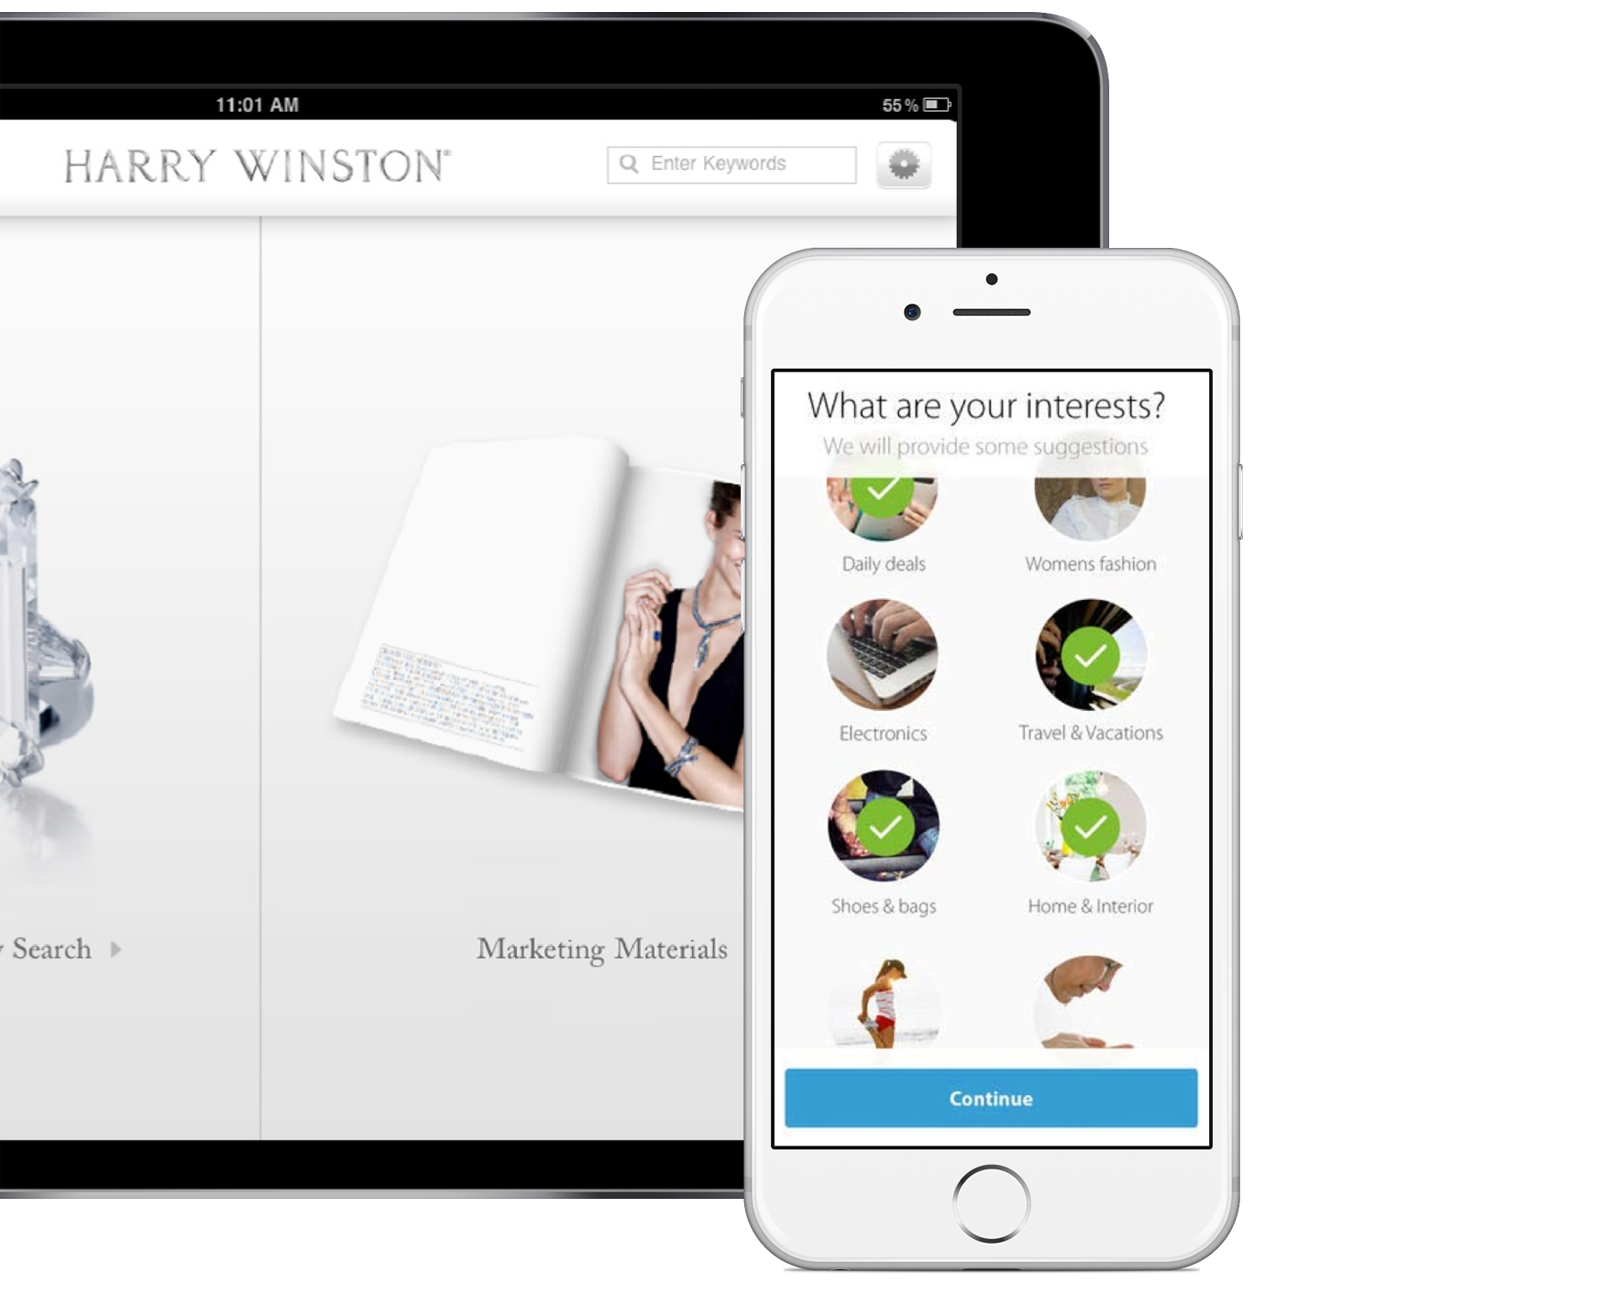 11:01 AM
55 %
HARRY WINSTON®
Enter Keywords
Search
Marketing Materials
What are your interests?
We will provide some suggestions
Daily deals
Womens fashion
Electronics
Travel & Vacations
Shoes & bags
Home & Interior
Continue